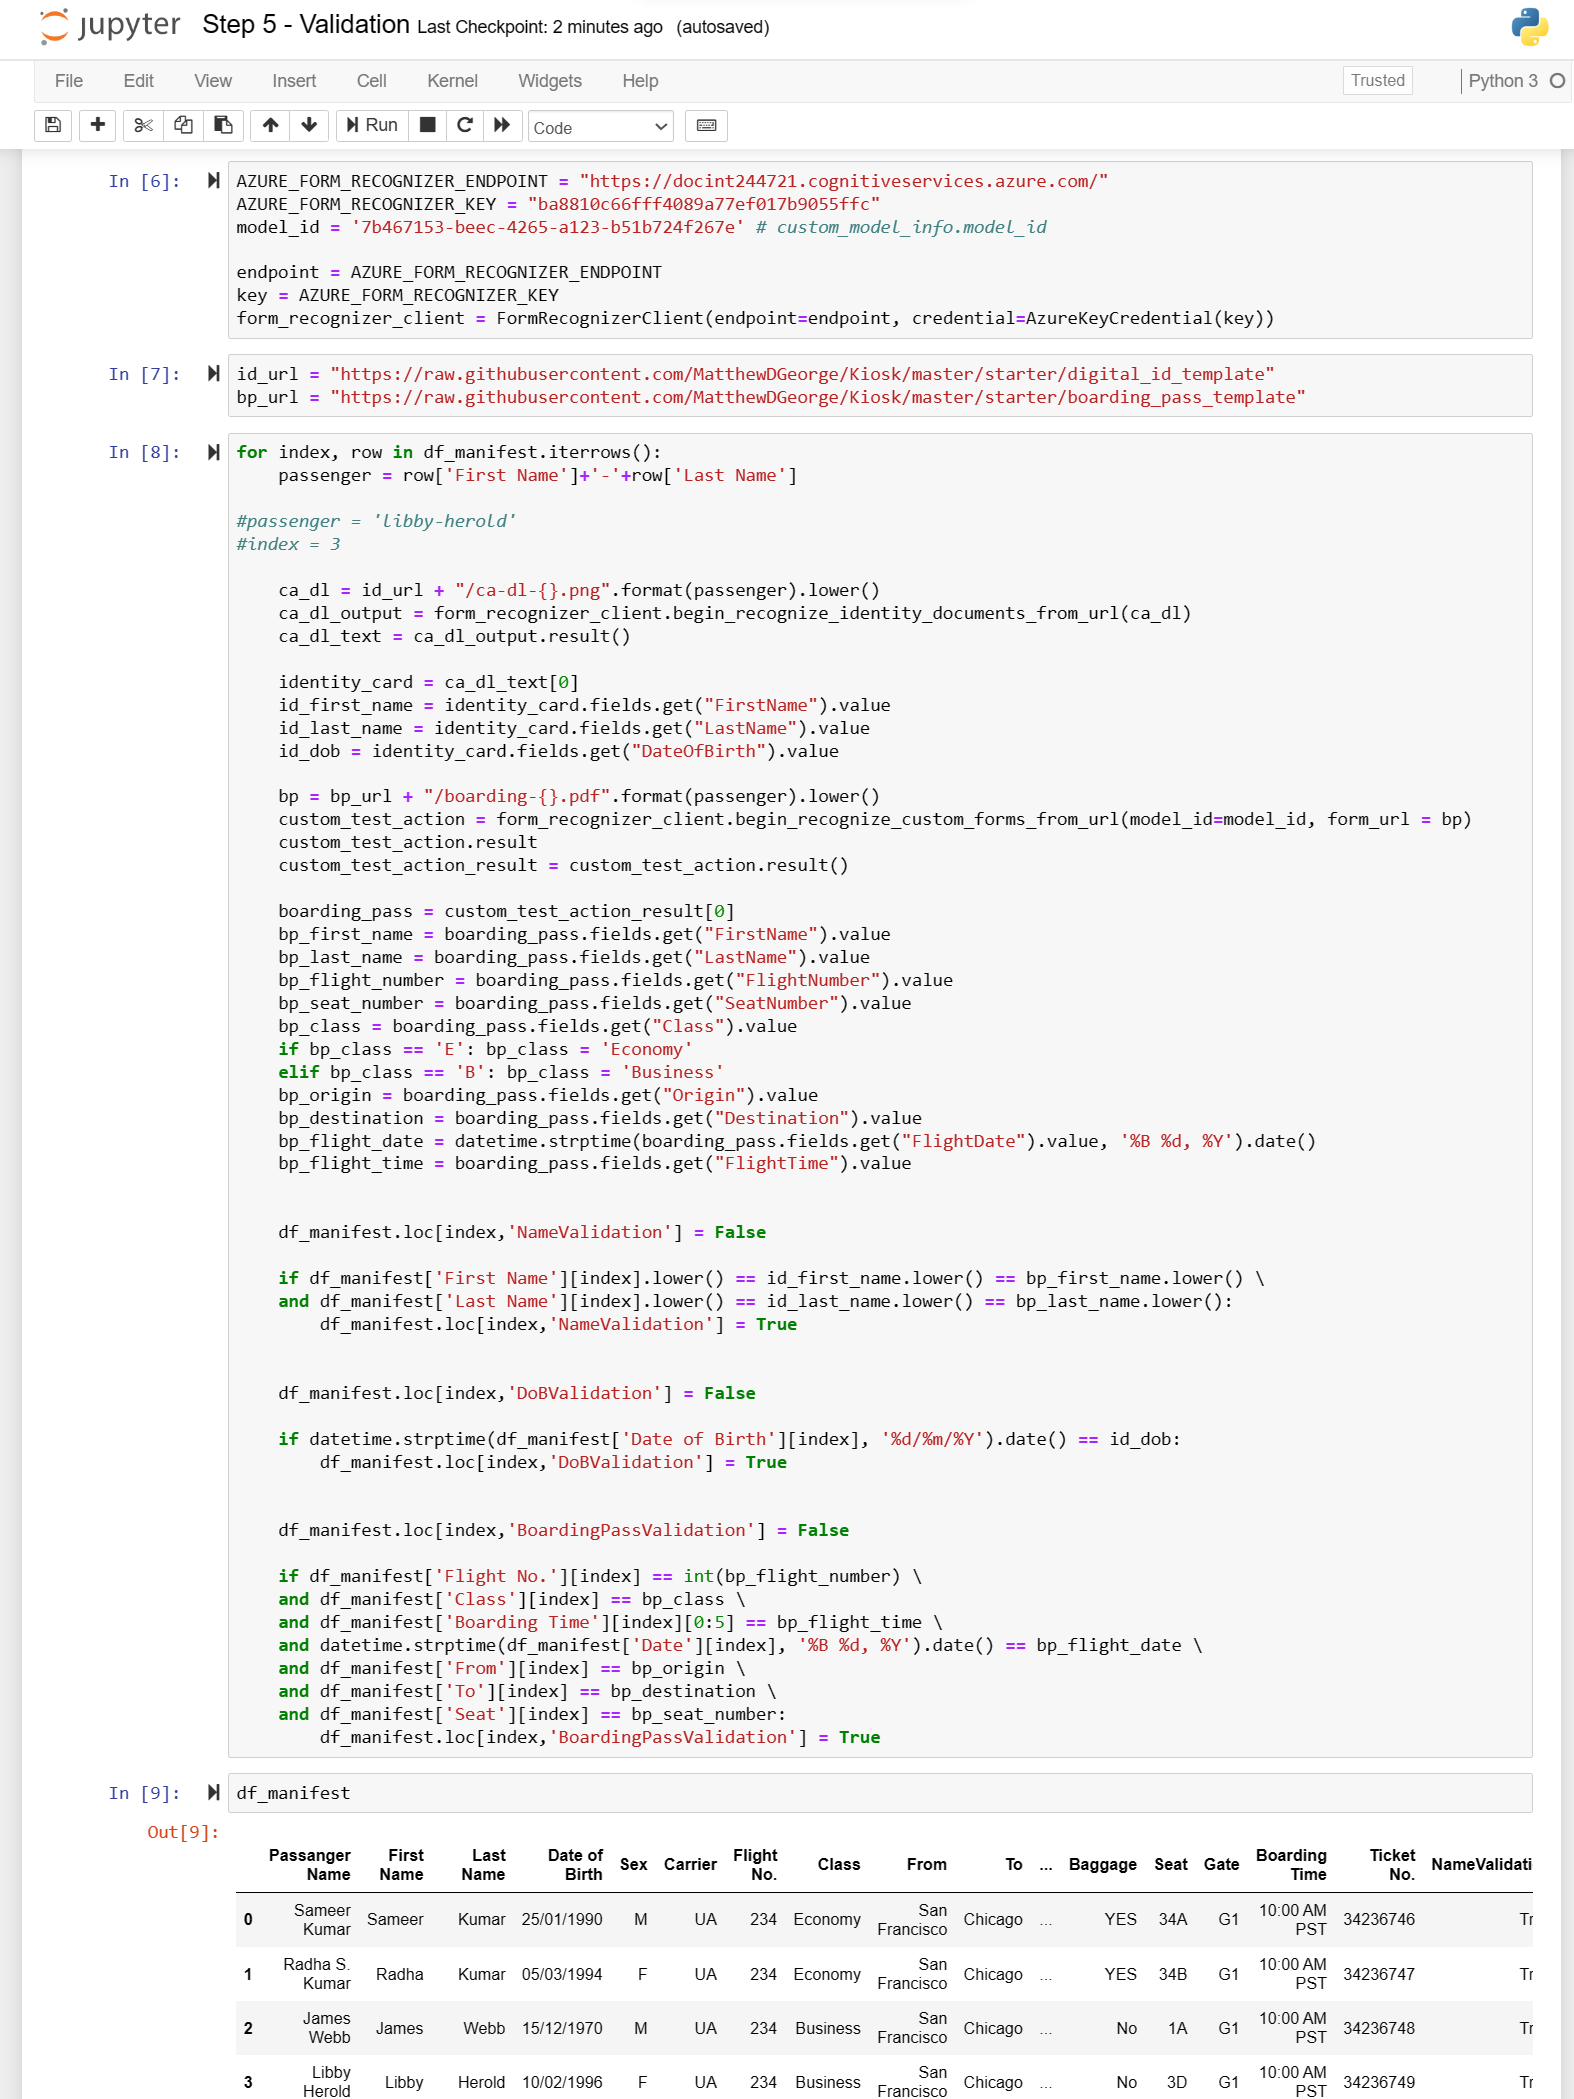 jupyter Step 5 - Validation Last Checkpoint: 2 minutes ago (autosaved)
File Edit View Insert Cell Kernel Widgets Help Trusted Python 3
Run Code
In [6]: AZURE_FORM_RECOGNIZER_ENDPOINT = "https://docint244721.cognitiveservices.azure.com/"
AZURE_FORM_RECOGNIZER_KEY = "ba8810c66fff4089a77ef017b9055ffc"
model_id = '7b467153-beec-4265-a123-b51b724f267e' # custom_model_info.model_id
endpoint = AZURE_FORM_RECOGNIZER_ENDPOINT
key = AZURE_FORM_RECOGNIZER_KEY
form_recognizer_client = FormRecognizerClient(endpoint=endpoint, credential=AzureKeyCredential(key))
In [7]: id_url = "https://raw.githubusercontent.com/MatthewDGeorge/Kiosk/master/starter/digital_id_template"
bp_url = "https://raw.githubusercontent.com/MatthewDGeorge/Kiosk/master/starter/boarding_pass_template"
In [8]: for index, row in df_manifest.iterrows():
passenger = row['First Name']+'-'+row['Last Name']
#passenger = 'libby-herold'
#index = 3
ca_dl = id_url + "/ca-dl-{}.png".format(passenger).lower()
ca_dl_output = form_recognizer_client.begin_recognize_identity_documents_from_url(ca_dl)
ca_dl_text = ca_dl_output.result()
identity_card = ca_dl_text[0]
id_first_name = identity_card.fields.get("FirstName").value
id_last_name = identity_card.fields.get("LastName").value
id_dob = identity_card.fields.get("DateOfBirth").value
bp = bp_url + "/boarding-{}.pdf".format(passenger).lower()
custom_test_action = form_recognizer_client.begin_recognize_custom_forms_from_url(model_id=model_id, form_url = bp)
custom_test_action.result
custom_test_action_result = custom_test_action.result()
boarding_pass = custom_test_action_result[0]
bp_first_name = boarding_pass.fields.get("FirstName").value
bp_last_name = boarding_pass.fields.get("LastName").value
bp_flight_number = boarding_pass.fields.get("FlightNumber").value
bp_seat_number = boarding_pass.fields.get("SeatNumber").value
bp_class = boarding_pass.fields.get("Class").value
if bp_class == 'E': bp_class = 'Economy'
elif bp_class == 'B': bp_class = 'Business'
bp_origin = boarding_pass.fields.get("Origin").value
bp_destination = boarding_pass.fields.get("Destination").value
bp_flight_date = datetime.strptime(boarding_pass.fields.get("FlightDate").value, '%B %d, %Y').date()
bp_flight_time = boarding_pass.fields.get("FlightTime").value
df_manifest.loc[index,'NameValidation'] = False
if df_manifest['First Name'][index].lower() == id_first_name.lower() == bp_first_name.lower() \
and df_manifest['Last Name'][index].lower() == id_last_name.lower() == bp_last_name.lower():
df_manifest.loc[index,'NameValidation'] = True
df_manifest.loc[index,'DoBValidation'] = False
if datetime.strptime(df_manifest['Date of Birth'][index], '%d/%m/%Y').date() == id_dob:
df_manifest.loc[index,'DoBValidation'] = True
df_manifest.loc[index,'BoardingPassValidation'] = False
if df_manifest['Flight No.'][index] == int(bp_flight_number) \
and df_manifest['Class'][index] == bp_class \
and df_manifest['Boarding Time'][index][0:5] == bp_flight_time \
and datetime.strptime(df_manifest['Date'][index], '%B %d, %Y').date() == bp_flight_date \
and df_manifest['From'][index] == bp_origin \
and df_manifest['To'][index] == bp_destination \
and df_manifest['Seat'][index] == bp_seat_number:
df_manifest.loc[index,'BoardingPassValidation'] = True
In [9]: df_manifest
Out[9]:
Passanger Name First Name Last Name Date of Birth Sex Carrier Flight No. Class From To ... Baggage Seat Gate Boarding Time Ticket No. NameValidati
0 Sameer Kumar Sameer Kumar 25/01/1990 M UA 234 Economy San Francisco Chicago ... YES 34A G1 10:00 AM PST 34236746 Tr
1 Radha S. Kumar Radha Kumar 05/03/1994 F UA 234 Economy San Francisco Chicago ... YES 34B G1 10:00 AM PST 34236747 Tr
2 James Webb James Webb 15/12/1970 M UA 234 Business San Francisco Chicago ... No 1A G1 10:00 AM PST 34236748 Tr
3 Libby Herold Libby Herold 10/02/1996 F UA 234 Business San Francisco Chicago ... No 3D G1 10:00 AM PST 34236749 Tr